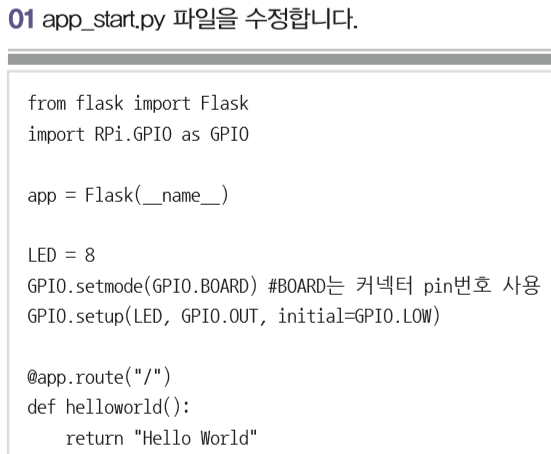 01 app_start.py 파일을 수정합니다.
from flask import Flask
import RPi.GPIO as GPIO
app = Flask(__name__)
LED = 8
GPIO.setmode(GPIO.BOARD) #BOARD는 커넥터 pin번호 사용
GPIO.setup(LED, GPIO.OUT, initial=GPIO.LOW)
@app.route("/")
def helloworld():
    return "Hello World"